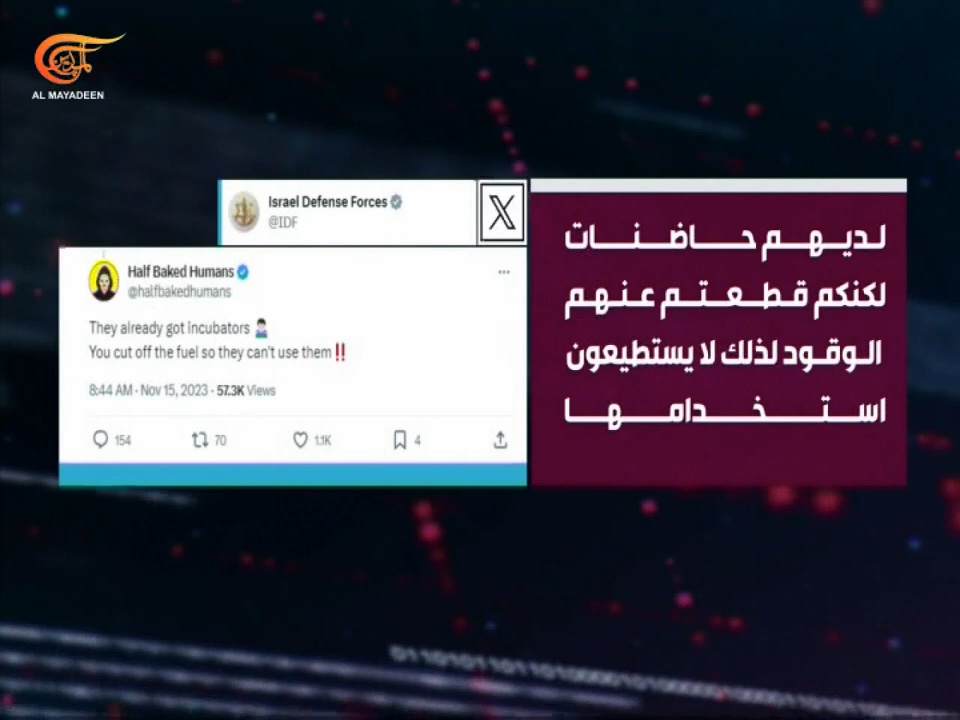 AL MAYADEEN
Israel Defense Forces
@IDF
X
Half Baked Humans
@halfbakedhumans
They already got incubators 🤷🏻‍♂️
You cut off the fuel so they can't use them‼️
8:44 AM · Nov 15, 2023 · 57.3K Views
154 70 1.1K 4
لديهم حاضنات
لكنكم قطعتم عنهم
الوقود لذلك لا يستطيعون
استخدامها